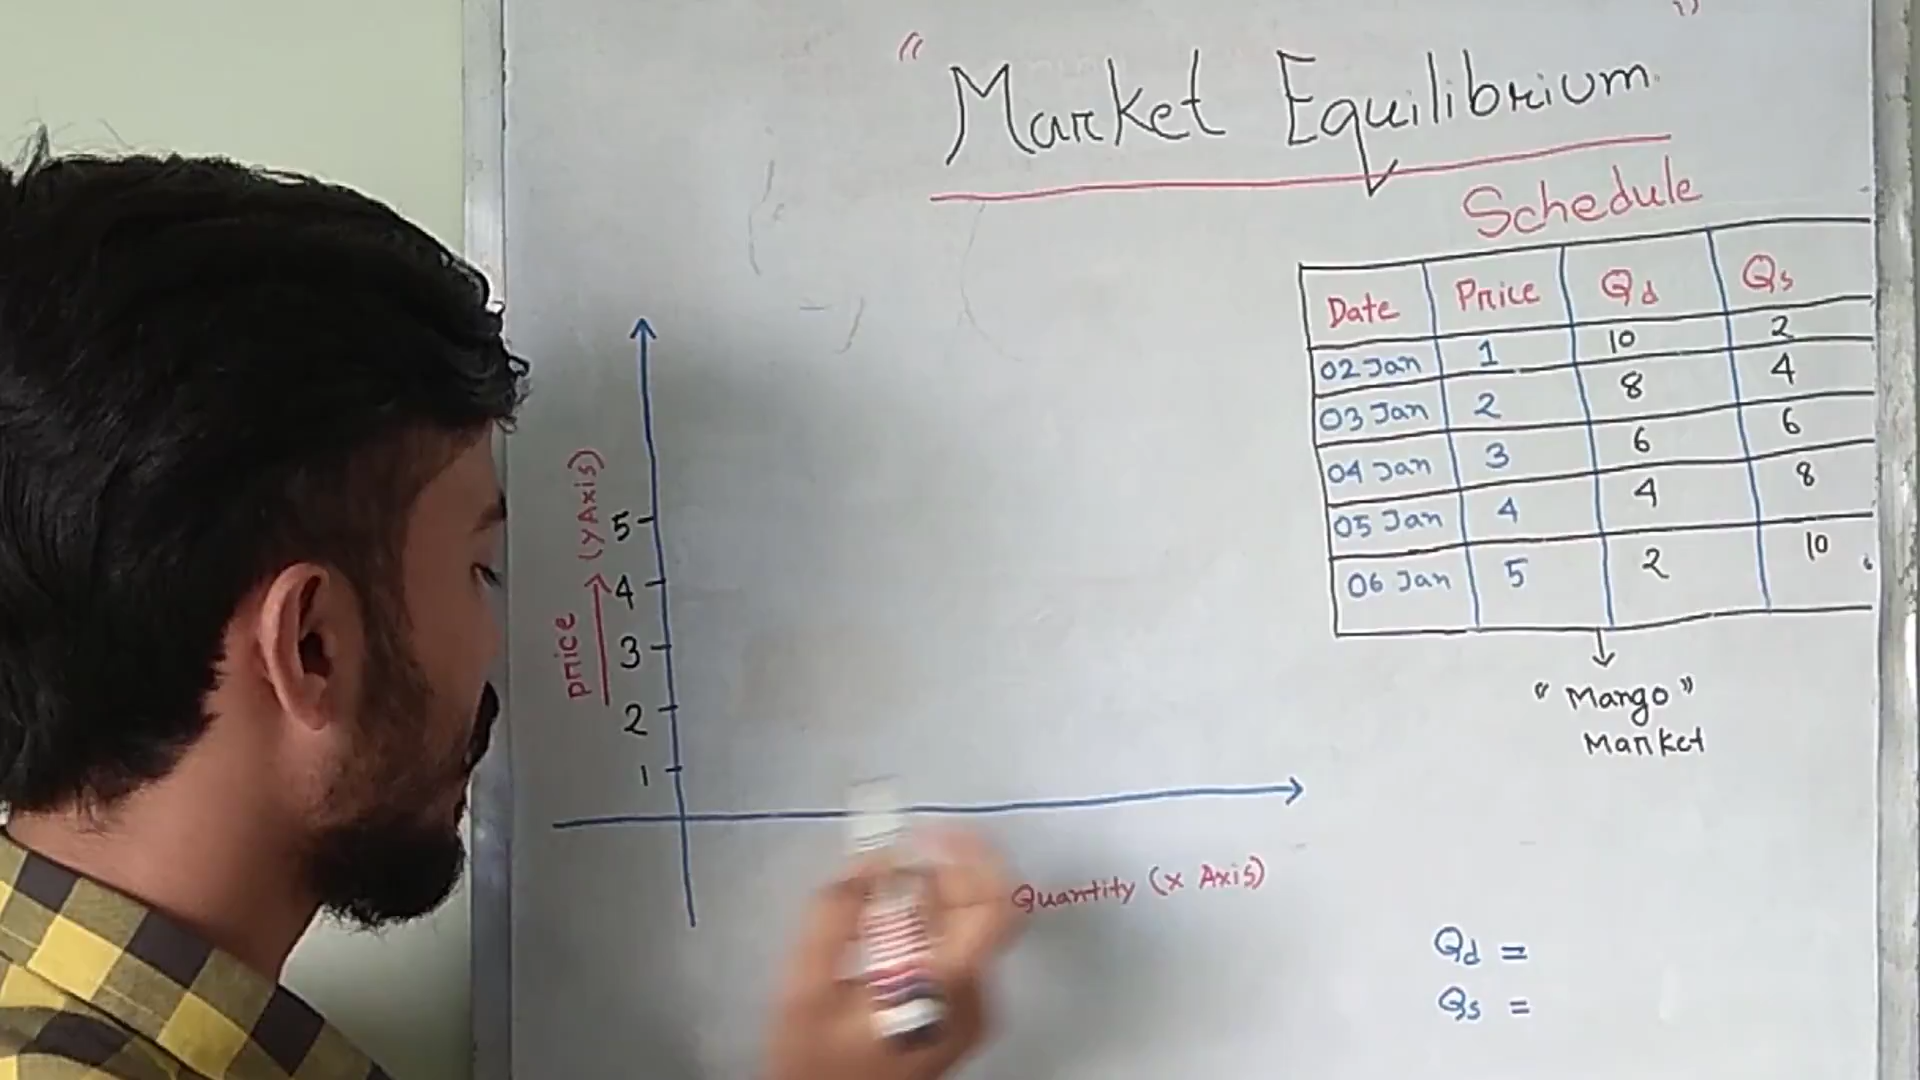 "Market Equilibrium"
Schedule
Date Price Qd Qs
02 Jan 1 10 2
03 Jan 2 8 4
04 Jan 3 6 6
05 Jan 4 4 8
06 Jan 5 2 10
"Mango"
Market
price (y Axis)
5
4
3
2
1
Quantity (x Axis)
Qd =
Qs =